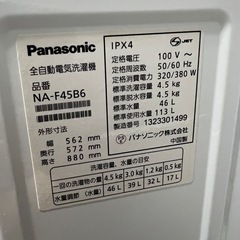 Panasonic
全自動電気洗濯機
品番
NA-F45B6
外形寸法
幅 562 mm
奥行 572 mm
高さ 880 mm
IPX4
JET
定格電圧 100 V～
定格周波数 50/60 Hz
定格消費電力 320/380 W
標準洗濯容量 4.5 kg
標準脱水容量 4.5 kg
標準水量 46 L
標準使用水量 113 L
製造番号 1323301499
パナソニック株式会社
中国製
洗濯容量、水量の目安
一回の洗濯物の量 4.5 kg 3.0 kg 1.2 kg 0.5 kg
水量調節(水量) 46 L 39 L 32 L 17 L